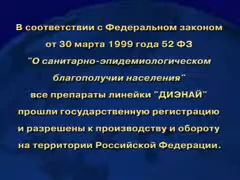 В соответствии с Федеральном законом
от 30 марта 1999 года 52 ФЗ
"О санитарно-эпидемиологическом
благополучии населения"
все препараты линейки "ДИЭНАЙ"
прошли государственную регистрацию
и разрешены к производству и обороту
на территории Российской Федерации.